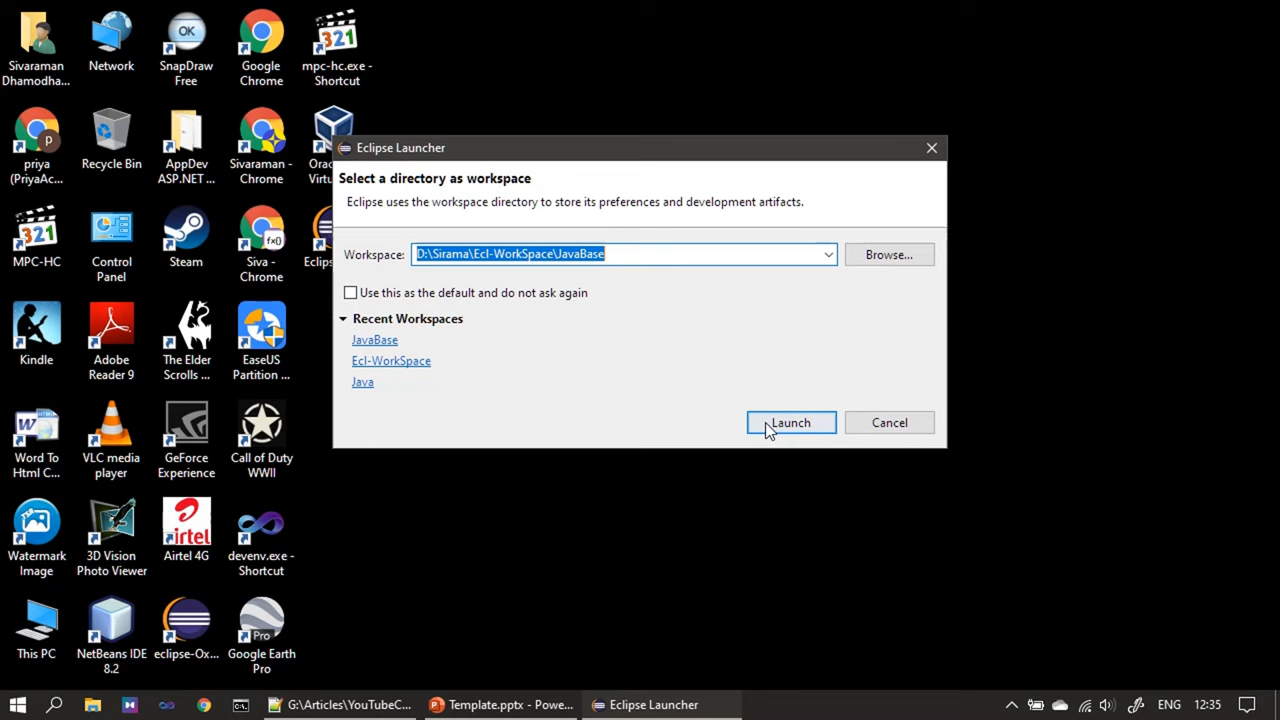 Sivaraman
Dhamodha...
Network
OK
SnapDraw
Free
Google
Chrome
321
mpc-hc.exe -
Shortcut
p
priya
(PriyaAc...
Recycle Bin
AppDev
ASP.NET ...
Sivaraman -
Chrome
Orac
Virtu
321
MPC-HC
Control
Panel
Steam
f(x)
Siva -
Chrome
Eclips
Kindle
Adobe
Reader 9
The Elder
Scrolls ...
EaseUS
Partition ...
W
Word To
Html C...
VLC media
player
GeForce
Experience
Call of Duty
WWII
Watermark
Image
3D Vision
Photo Viewer
airtel
Airtel 4G
devenv.exe -
Shortcut
This PC
NetBeans IDE
8.2
eclipse-Ox...
Pro
Google Earth
Pro
Eclipse Launcher
Select a directory as workspace
Eclipse uses the workspace directory to store its preferences and development artifacts.
Workspace: D:\Sirama\Ecl-WorkSpace\JavaBase Browse...
Use this as the default and do not ask again
Recent Workspaces
JavaBase
Ecl-WorkSpace
Java
Launch Cancel
G:\Articles\YouTubeC... Template.pptx - Powe... Eclipse Launcher ENG 12:35